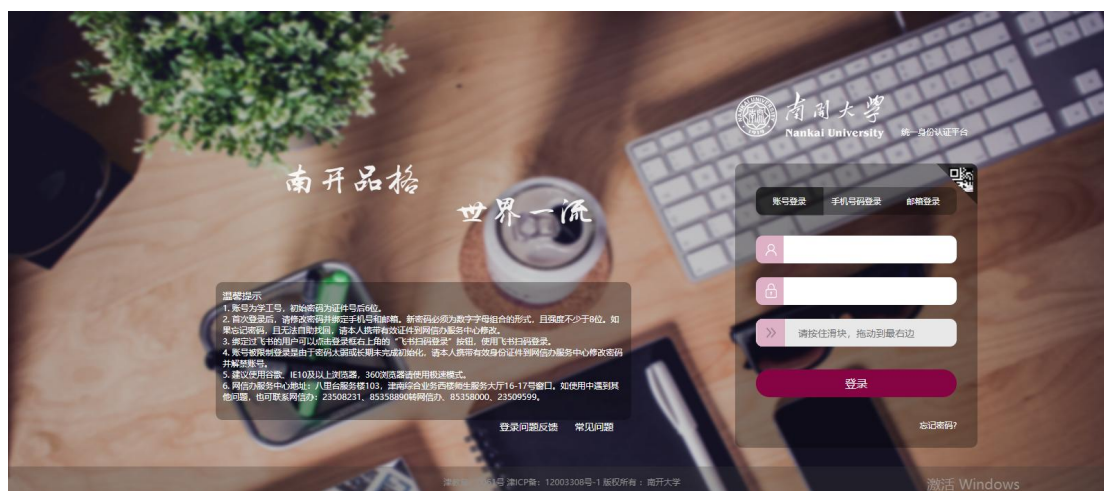 南开大学
Nankai University
统一身份认证平台
南开品格
世界一流
账号登录 手机号码登录 邮箱登录
请按住滑块，拖动到最右边
登录
忘记密码?
温馨提示
1. 账号为学工号，初始密码为证件号后6位。
2. 首次登录后，请修改密码并绑定手机号和邮箱。新密码必须为数字字母组合的形式，且强度不少于8位。如
果忘记密码，且无法自助找回，请本人携带有效证件到网信办服务中心修改。
3. 绑定过飞书的用户可以点击登录框右上角的“飞书扫码登录”按钮，使用飞书扫码登录。
4. 账号被限制登录是由于密码太弱或长期未完成初始化，请本人携带有效身份证件到网信办服务中心修改密码
并解禁账号。
5. 建议使用谷歌、IE10及以上浏览器，360浏览器请使用极速模式。
6. 网信办服务中心地址：八里台服务楼103，津南综合业务西楼师生服务大厅16-17号窗口。如使用中遇到其
他问题，也可联系网信办：23508231、85358890转网信办、85358000、23509599。
登录问题反馈 常见问题
号 津ICP备：12003308号-1 版权所有：南开大学
激活 Windows